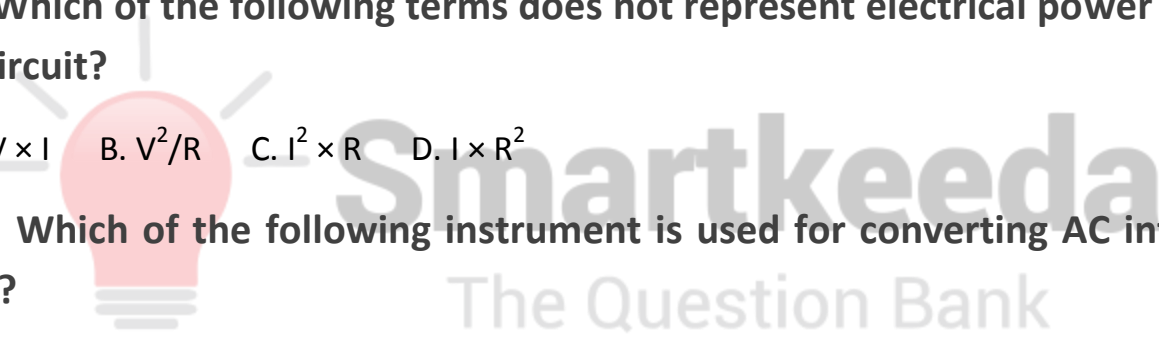 Which of the following terms does not represent electrical power
ircuit?
/ × I B. V²/R C. I² × R D. I × R²
Smartkeeda
Which of the following instrument is used for converting AC in
?
The Question Bank